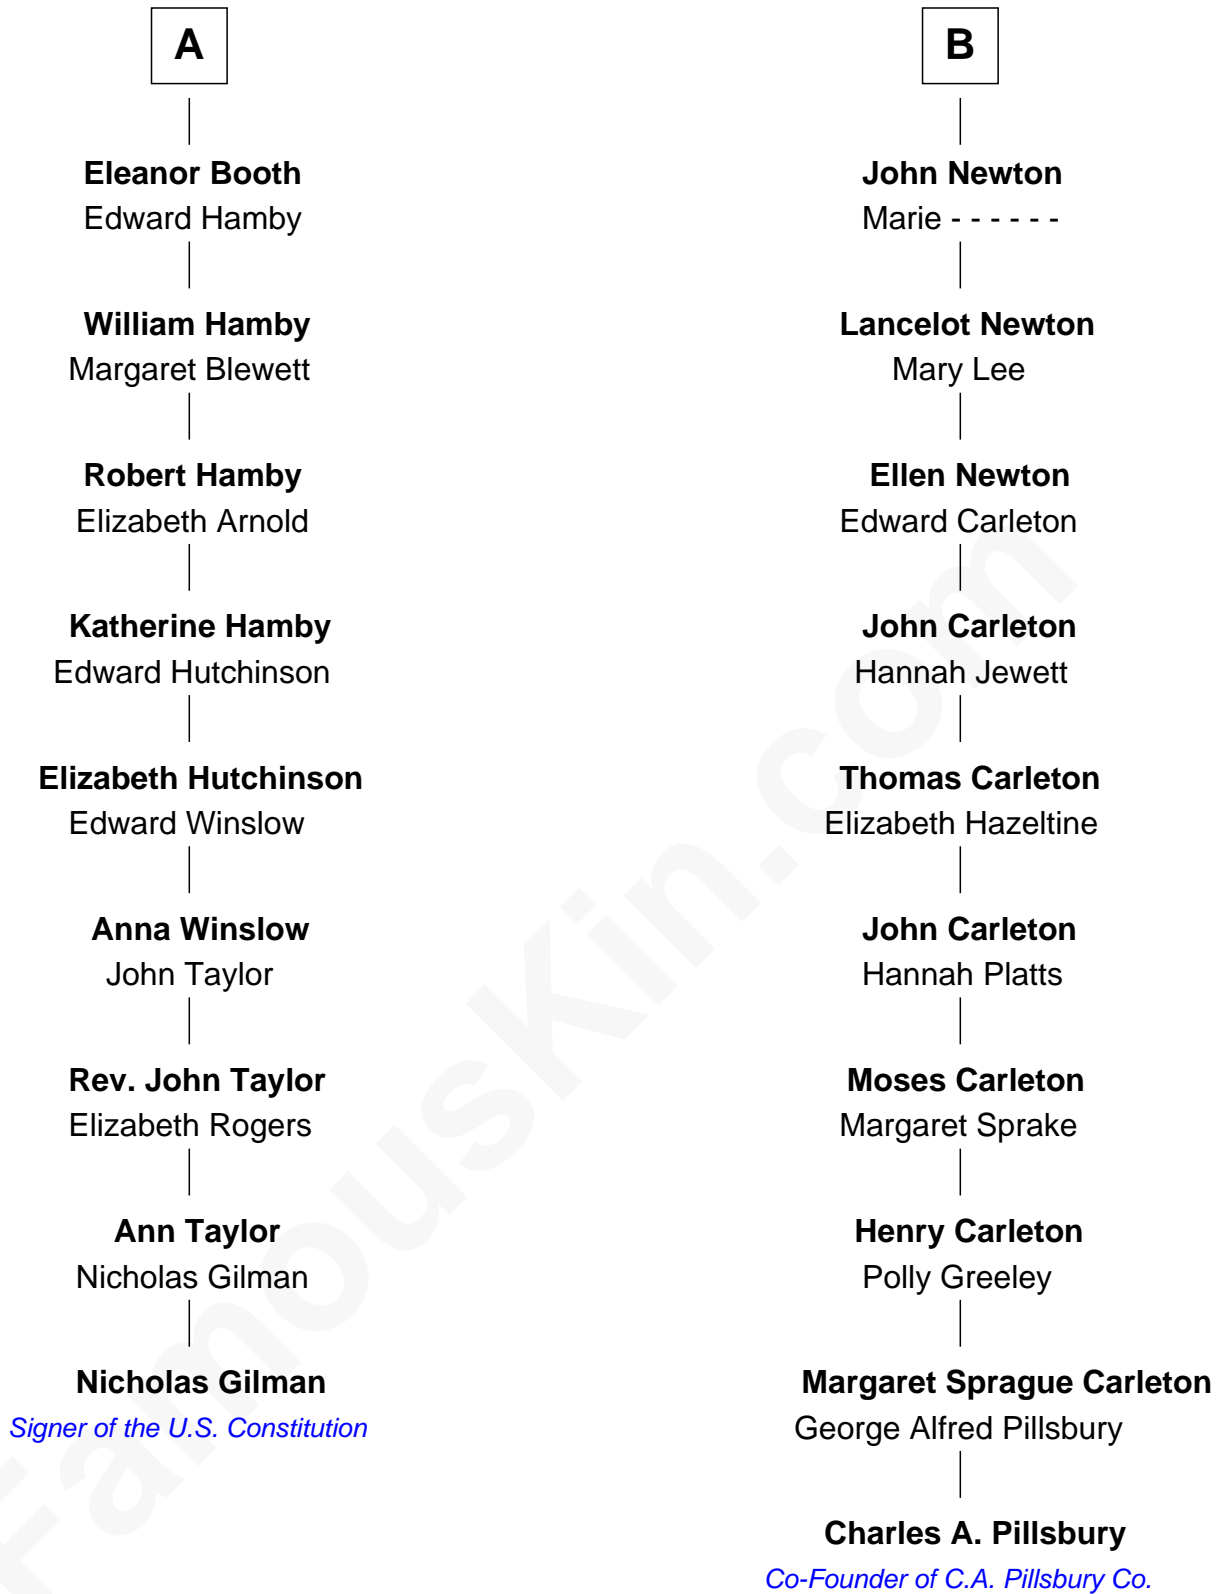 A
Eleanor Booth
Edward Hamby
William Hamby
Margaret Blewett
Robert Hamby
Elizabeth Arnold
Katherine Hamby
Edward Hutchinson
Elizabeth Hutchinson
Edward Winslow
Anna Winslow
John Taylor
Rev. John Taylor
Elizabeth Rogers
Ann Taylor
Nicholas Gilman
Nicholas Gilman
Signer of the U.S. Constitution
B
John Newton
Marie - - - - - -
Lancelot Newton
Mary Lee
Ellen Newton
Edward Carleton
John Carleton
Hannah Jewett
Thomas Carleton
Elizabeth Hazeltine
John Carleton
Hannah Platts
Moses Carleton
Margaret Sprake
Henry Carleton
Polly Greeley
Margaret Sprague Carleton
George Alfred Pillsbury
Charles A. Pillsbury
Co-Founder of C.A. Pillsbury Co.
FamousKin.com